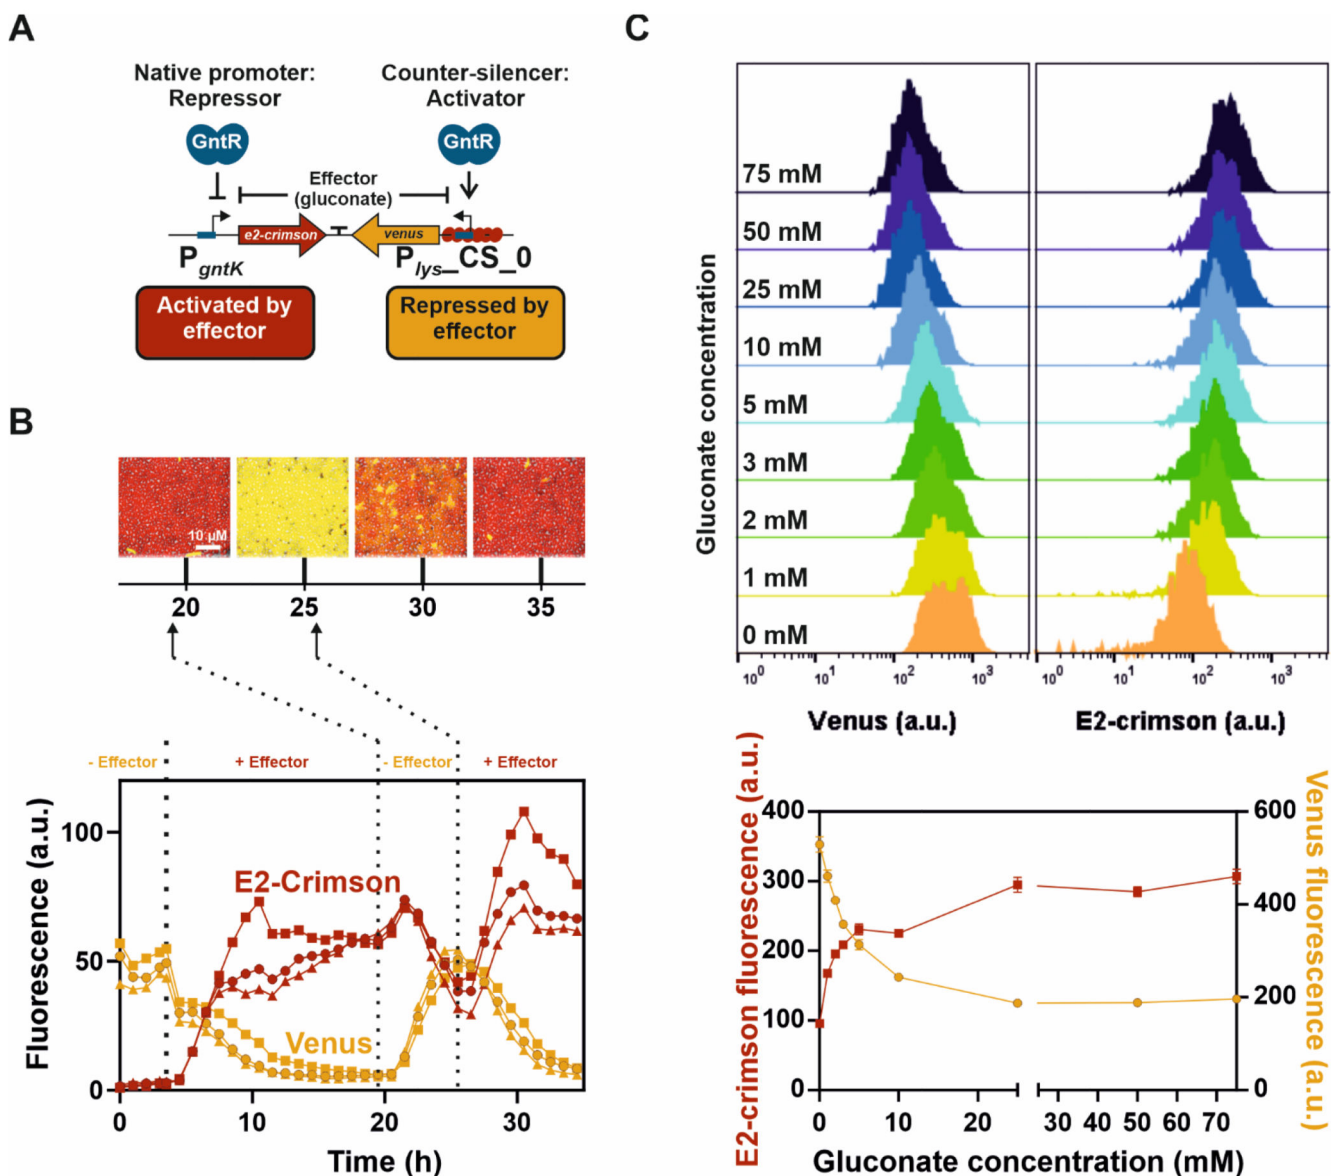 A
Native promoter:
Repressor
Counter-silencer:
Activator
GntR
GntR
Effector
(gluconate)
e2-crimson
venus
PgntK
Plys_CS_0
Activated by
effector
Repressed by
effector
B
10 µM
20
25
30
35
- Effector
+ Effector
- Effector
+ Effector
Fluorescence (a.u.)
100
50
0
E2-Crimson
Venus
0
10
20
30
Time (h)
C
Gluconate concentration
75 mM
50 mM
25 mM
10 mM
5 mM
3 mM
2 mM
1 mM
0 mM
10⁰
10¹
10²
10³
10⁰
10¹
10²
10³
Venus (a.u.)
E2-crimson (a.u.)
E2-crimson fluorescence (a.u.)
400
300
200
100
0
600
400
200
0
Venus fluorescence (a.u.)
0
10
20
30
40
50
60
70
Gluconate concentration (mM)